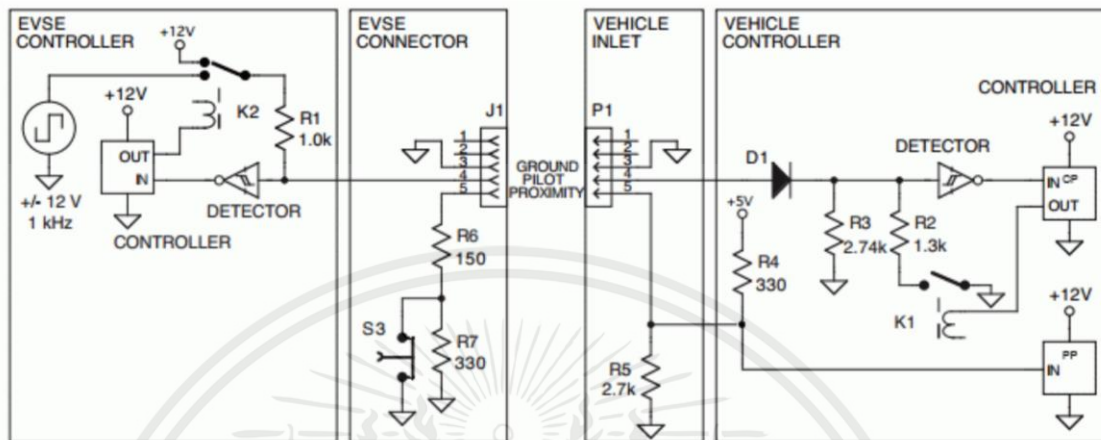 EVSE
CONTROLLER
+12V
+12V
K2
R1
1.0k
OUT
IN
DETECTOR
+/- 12 V
1 kHz
CONTROLLER
EVSE
CONNECTOR
J1
1
2
3
4
5
R6
150
S3
R7
330
GROUND
PILOT
PROXIMITY
VEHICLE
INLET
P1
1
2
3
4
5
R5
2.7k
VEHICLE
CONTROLLER
CONTROLLER
+12V
D1
DETECTOR
IN CP
OUT
+5V
R3
2.74k
R2
1.3k
R4
330
K1
+12V
PP
IN